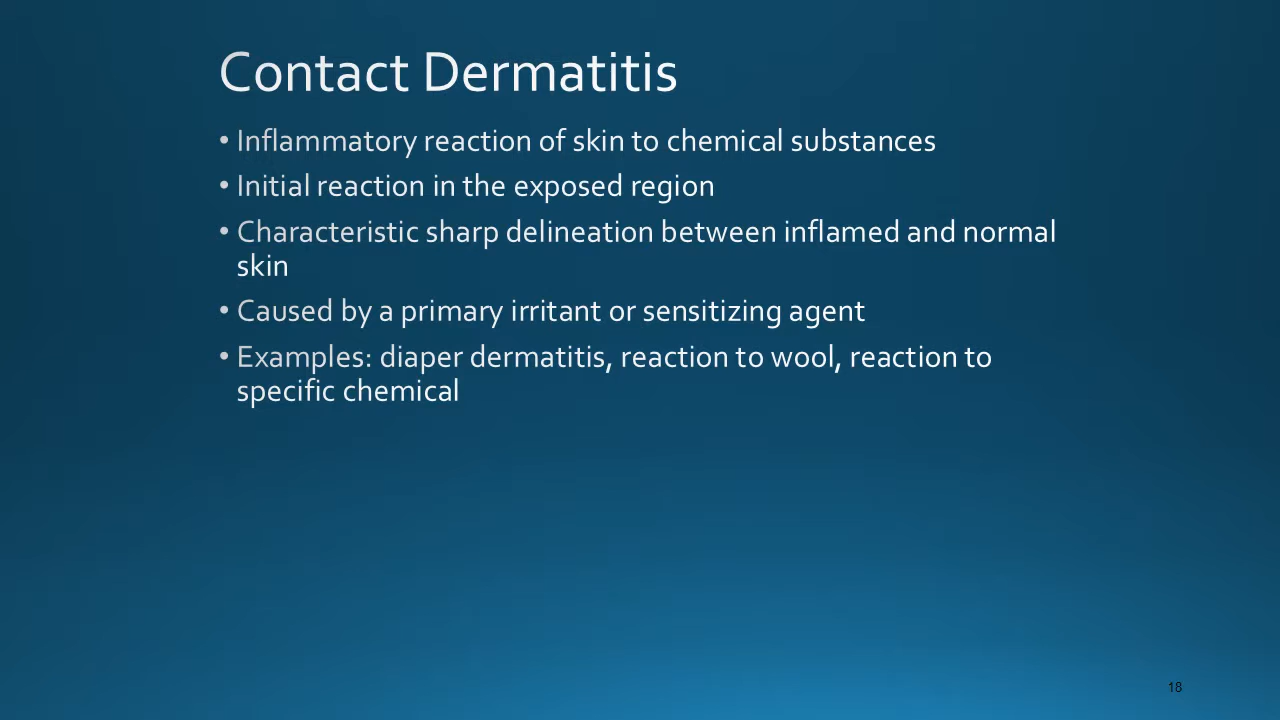 Contact Dermatitis
• Inflammatory reaction of skin to chemical substances
• Initial reaction in the exposed region
• Characteristic sharp delineation between inflamed and normal
skin
• Caused by a primary irritant or sensitizing agent
• Examples: diaper dermatitis, reaction to wool, reaction to
specific chemical
18